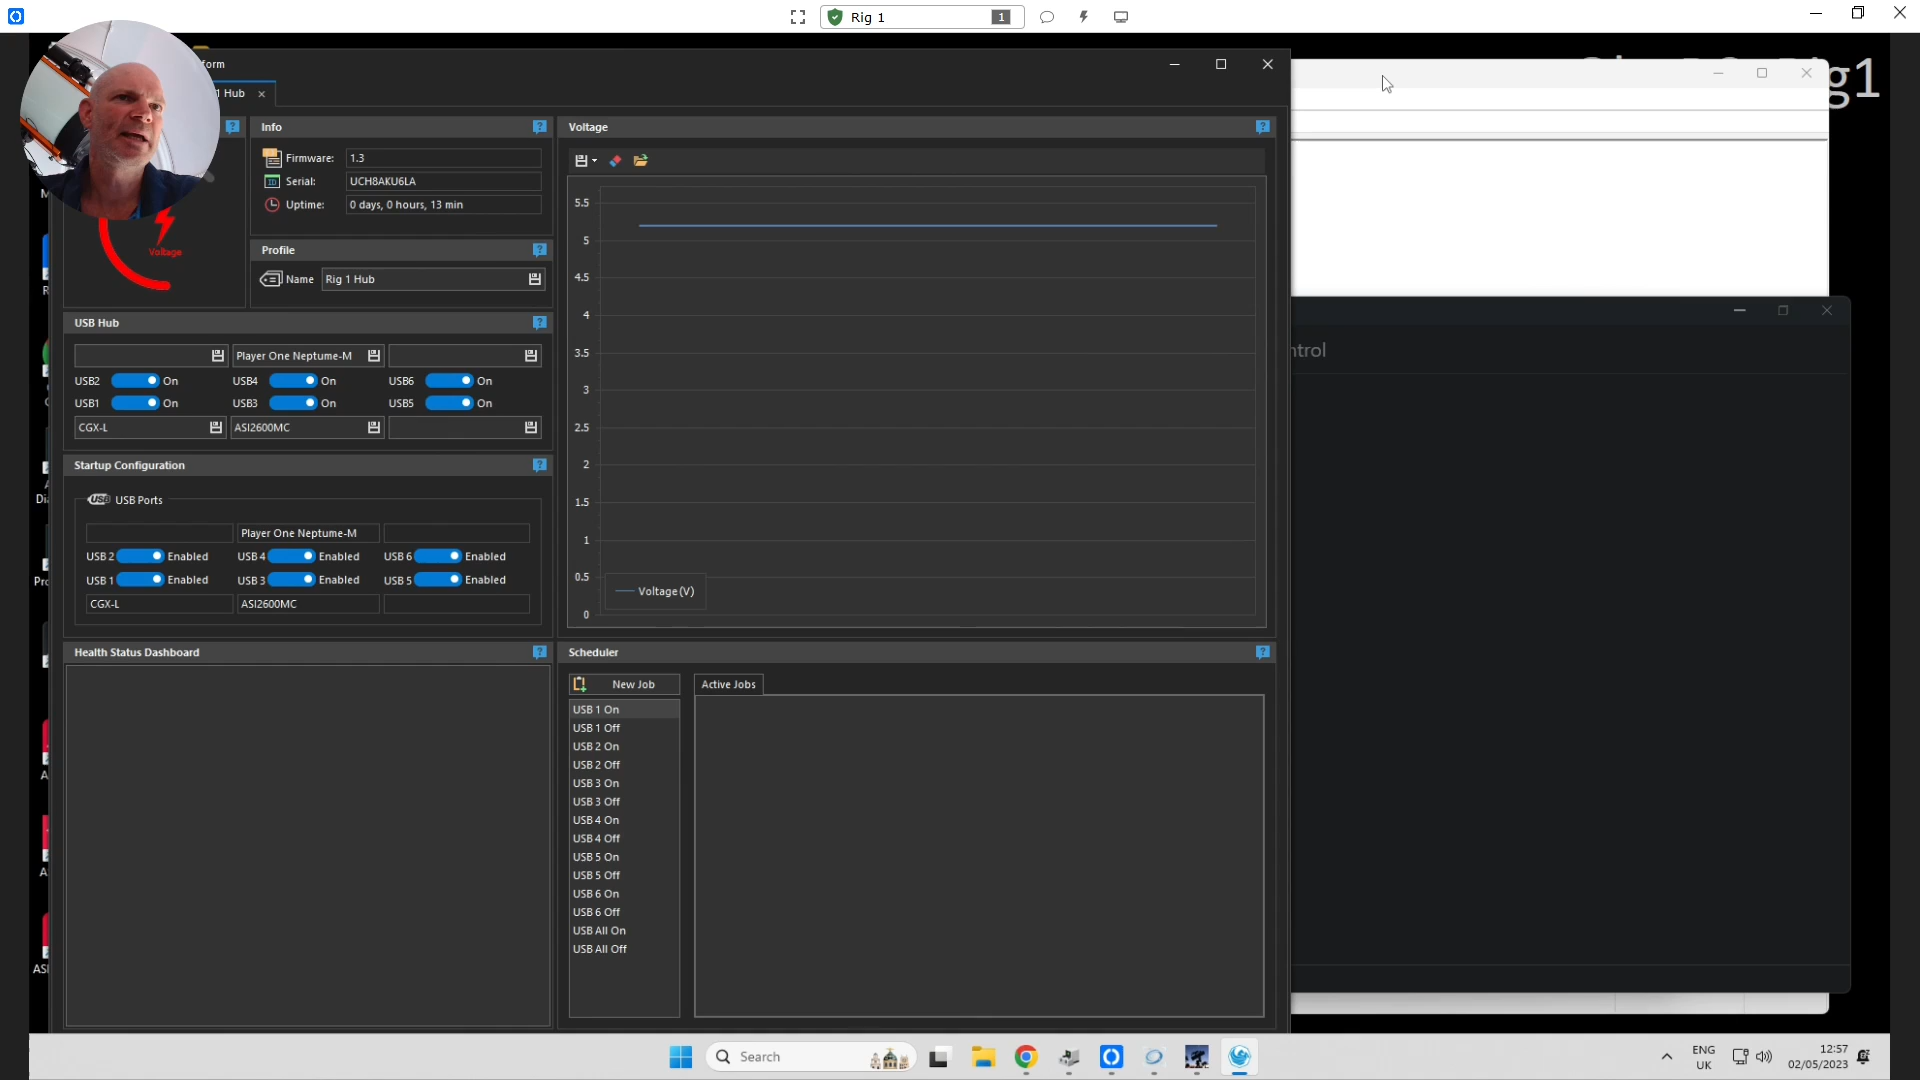 Rig 1
1
form
1 Hub
g1
Info
Voltage
Firmware:
1.3
Serial:
UCH8AKU6LA
Uptime:
0 days, 0 hours, 13 min
Voltage
Profile
Name
Rig 1 Hub
USB Hub
Player One Neptume-M
USB2 On
USB4 On
USB6 On
USB1 On
USB3 On
USB5 On
CGX-L
ASI2600MC
Startup Configuration
USB Ports
Player One Neptume-M
USB 2 Enabled
USB 4 Enabled
USB 6 Enabled
USB 1 Enabled
USB 3 Enabled
USB 5 Enabled
CGX-L
ASI2600MC
5.5
5
4.5
4
3.5
3
2.5
2
1.5
1
0.5
0
Voltage(V)
ntrol
Health Status Dashboard
Scheduler
New Job
Active Jobs
USB 1 On
USB 1 Off
USB 2 On
USB 2 Off
USB 3 On
USB 3 Off
USB 4 On
USB 4 Off
USB 5 On
USB 5 Off
USB 6 On
USB 6 Off
USB All On
USB All Off
Search
ENG
UK
12:57
02/05/2023